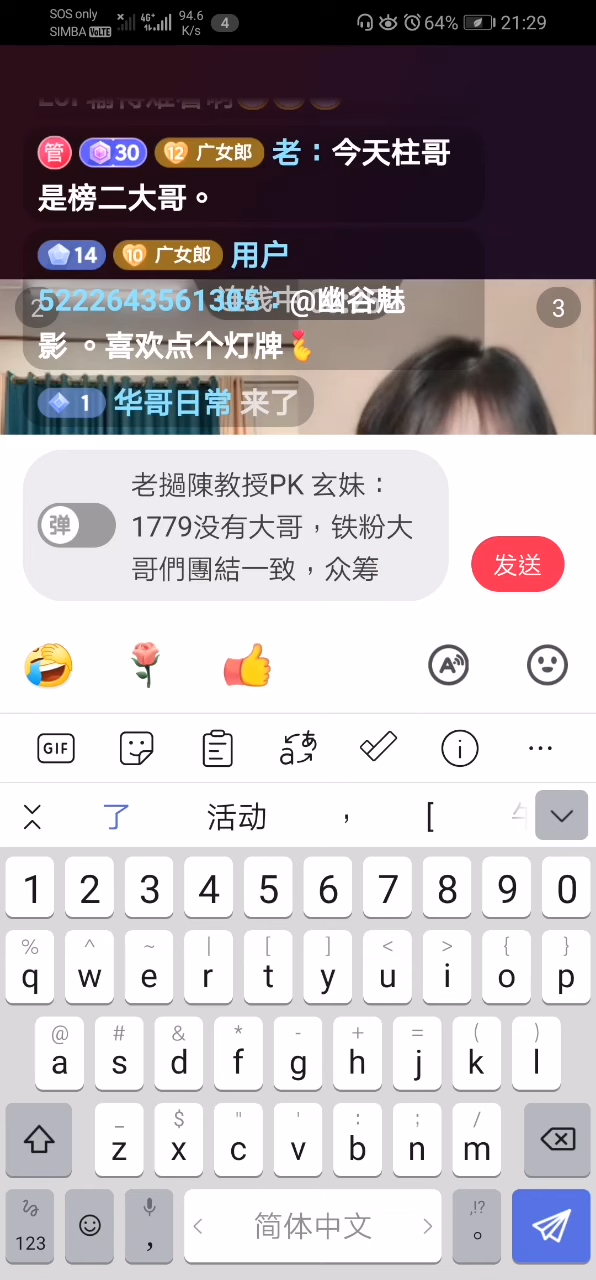 SOS only
SIMBA VoLTE
4G+
94.6
K/s
4
64%
21:29
管 30 12 广女郎 老：今天柱哥
是榜二大哥。
14 10 广女郎 用户
5222643561305：@幽谷魅
2
3
影 。喜欢点个灯牌
1 华哥日常 来了
老撾陳教授PK 玄妹：
弹 1779没有大哥，铁粉大
哥們團結一致，众筹
发送
A
GIF
aあ
i
...
了 活动 ， [
1 2 3 4 5 6 7 8 9 0
% ^ ~ | [ ] < > { }
q w e r t y u i o p
@ # & * - + = ( )
a s d f g h j k l
_ $ " ' : ; /
z x c v b n m
123 , < 简体中文 > ,!?
。